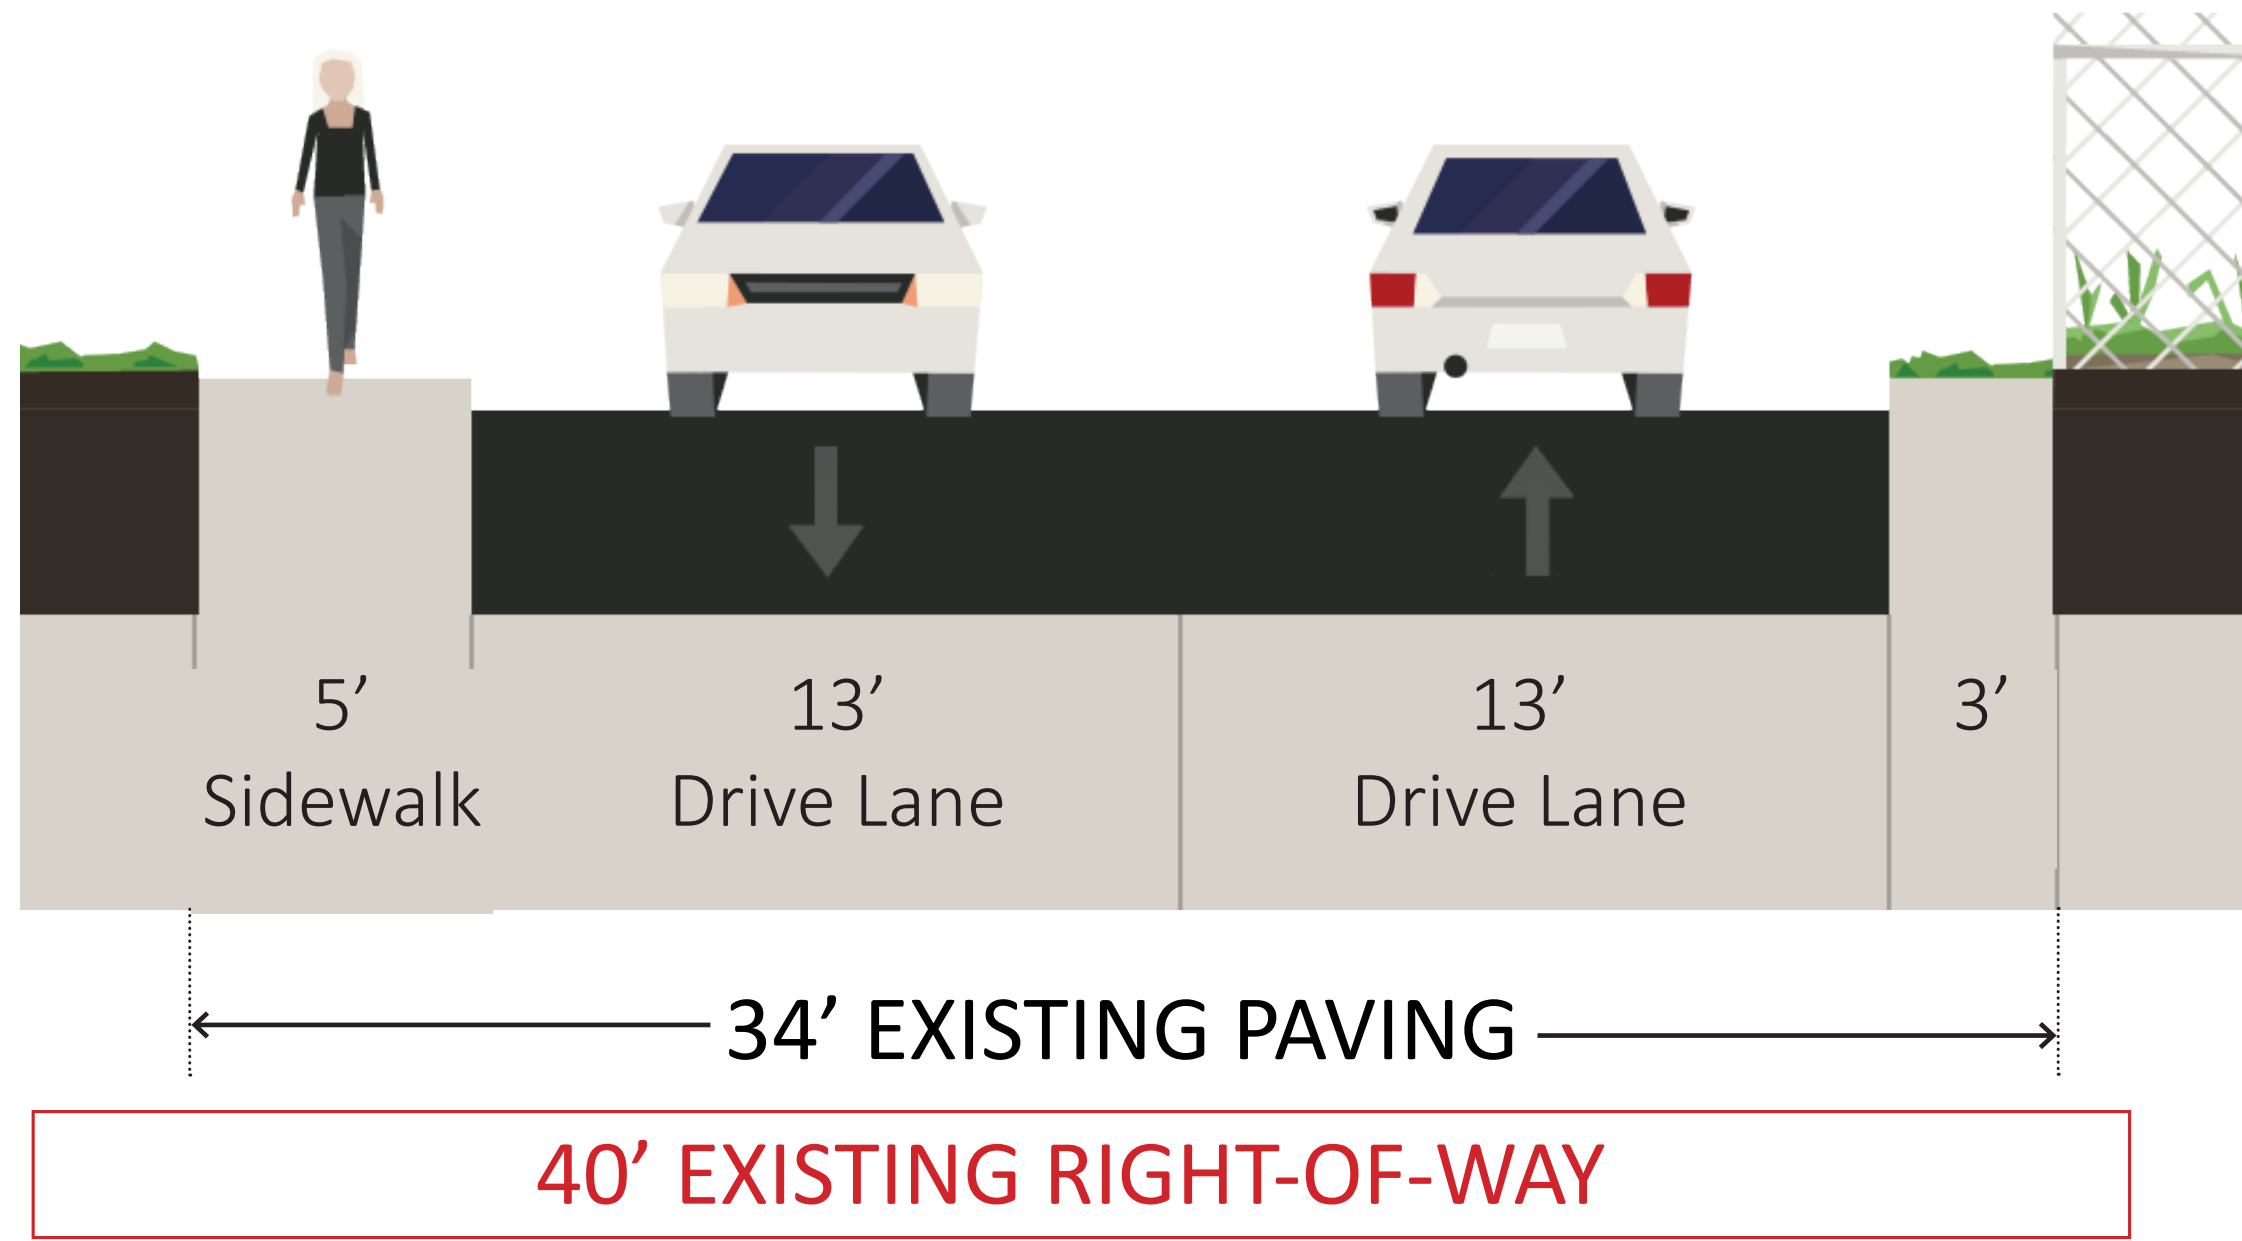 5’
Sidewalk
13’
Drive Lane
13’
Drive Lane
3’
34’ EXISTING PAVING
40’ EXISTING RIGHT-OF-WAY